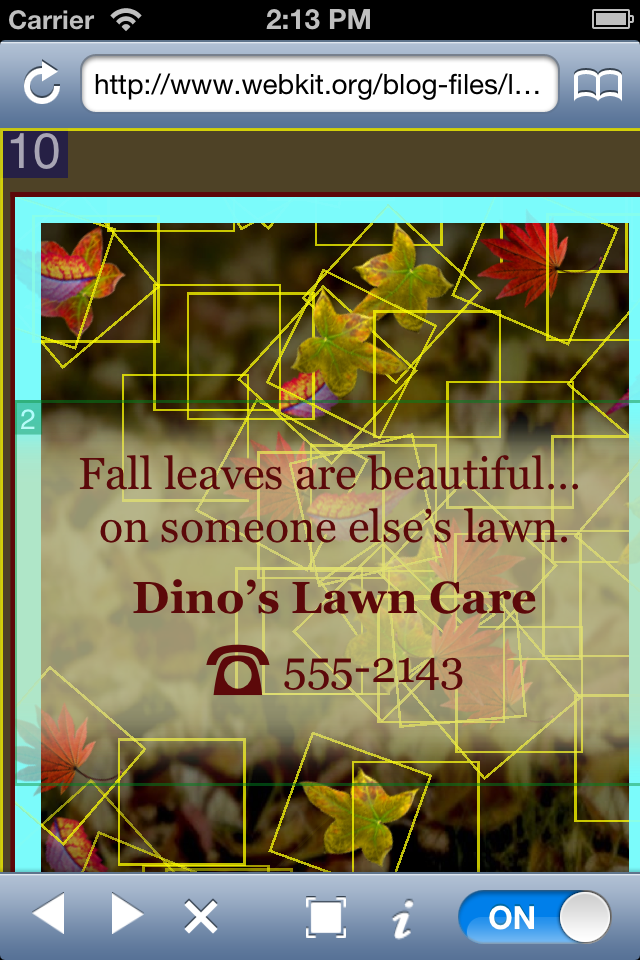 Carrier 2:13 PM
http://www.webkit.org/blog-files/l...
10
2
Fall leaves are beautiful...
on someone else’s lawn.
Dino’s Lawn Care
☎ 555-2143
i ON